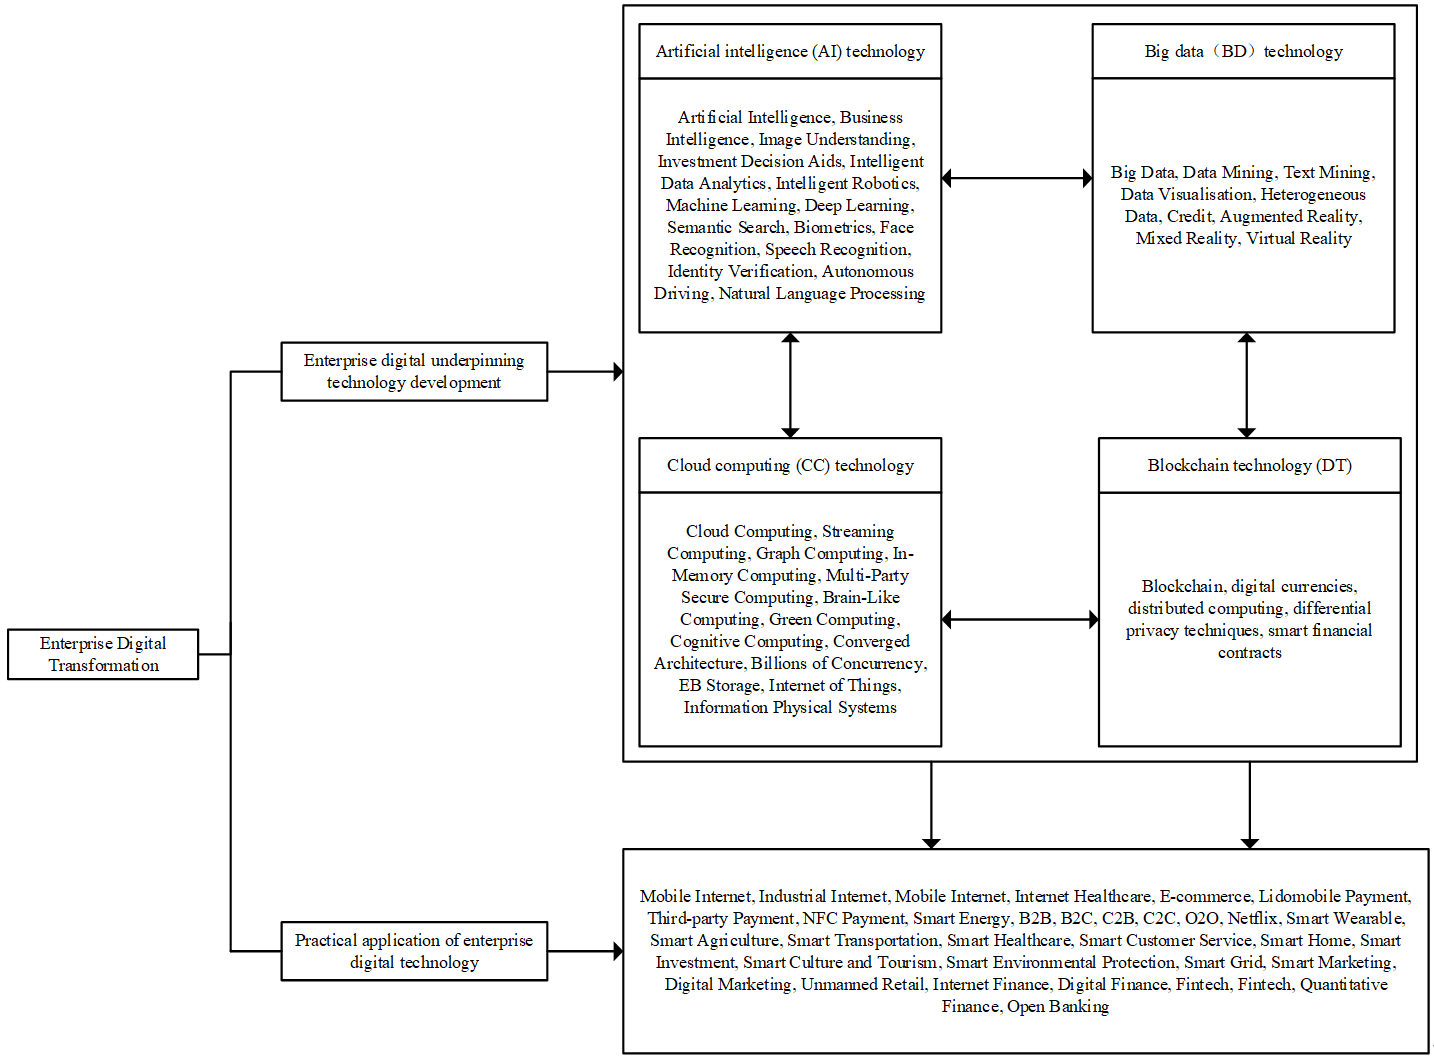 Artificial intelligence (AI) technology
Big data（BD）technology
Artificial Intelligence, Business
Intelligence, Image Understanding,
Investment Decision Aids, Intelligent
Data Analytics, Intelligent Robotics,
Machine Learning, Deep Learning,
Semantic Search, Biometrics, Face
Recognition, Speech Recognition,
Identity Verification, Autonomous
Driving, Natural Language Processing
Big Data, Data Mining, Text Mining,
Data Visualisation, Heterogeneous
Data, Credit, Augmented Reality,
Mixed Reality, Virtual Reality
Enterprise digital underpinning
technology development
Cloud computing (CC) technology
Blockchain technology (DT)
Cloud Computing, Streaming
Computing, Graph Computing, In-
Memory Computing, Multi-Party
Secure Computing, Brain-Like
Computing, Green Computing,
Cognitive Computing, Converged
Architecture, Billions of Concurrency,
EB Storage, Internet of Things,
Information Physical Systems
Blockchain, digital currencies,
distributed computing, differential
privacy techniques, smart financial
contracts
Enterprise Digital
Transformation
Practical application of enterprise
digital technology
Mobile Internet, Industrial Internet, Mobile Internet, Internet Healthcare, E-commerce, Lidomobile Payment,
Third-party Payment, NFC Payment, Smart Energy, B2B, B2C, C2B, C2C, O2O, Netflix, Smart Wearable,
Smart Agriculture, Smart Transportation, Smart Healthcare, Smart Customer Service, Smart Home, Smart
Investment, Smart Culture and Tourism, Smart Environmental Protection, Smart Grid, Smart Marketing,
Digital Marketing, Unmanned Retail, Internet Finance, Digital Finance, Fintech, Fintech, Quantitative
Finance, Open Banking